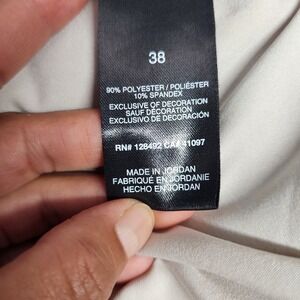 38
90% POLYESTER / POLIÉSTER
10% SPANDEX
EXCLUSIVE OF DECORATION
SAUF DÉCORATION
EXCLUSIVO DE DECORACIÓN
RN# 128492 CA# 41097
MADE IN JORDAN
FABRIQUÉ EN JORDANIE
HECHO EN JORDAN